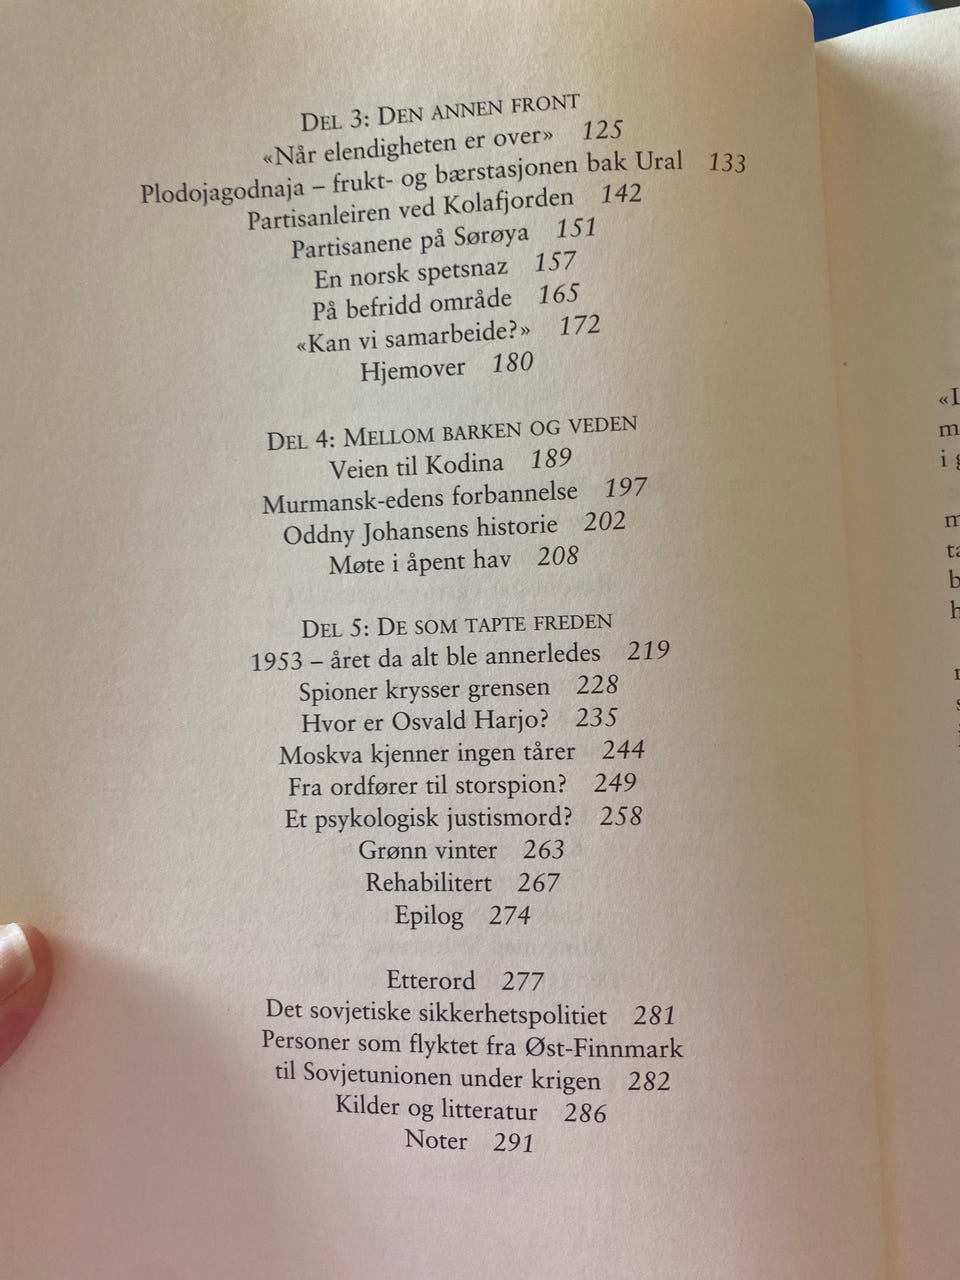 DEL 3: DEN ANNEN FRONT
«Når elendigheten er over» 125
Plodojagodnaja – frukt- og bærstasjonen bak Ural 133
Partisanleiren ved Kolafjorden 142
Partisanene på Sørøya 151
En norsk spetsnaz 157
På befridd område 165
«Kan vi samarbeide?» 172
Hjemover 180
DEL 4: MELLOM BARKEN OG VEDEN
Veien til Kodina 189
Murmansk-edens forbannelse 197
Oddny Johansens historie 202
Møte i åpent hav 208
DEL 5: DE SOM TAPTE FREDEN
1953 – året da alt ble annerledes 219
Spioner krysser grensen 228
Hvor er Osvald Harjo? 235
Moskva kjenner ingen tårer 244
Fra ordfører til storspion? 249
Et psykologisk justismord? 258
Grønn vinter 263
Rehabilitert 267
Epilog 274
Etterord 277
Det sovjetiske sikkerhetspolitiet 281
Personer som flyktet fra Øst-Finnmark
til Sovjetunionen under krigen 282
Kilder og litteratur 286
Noter 291